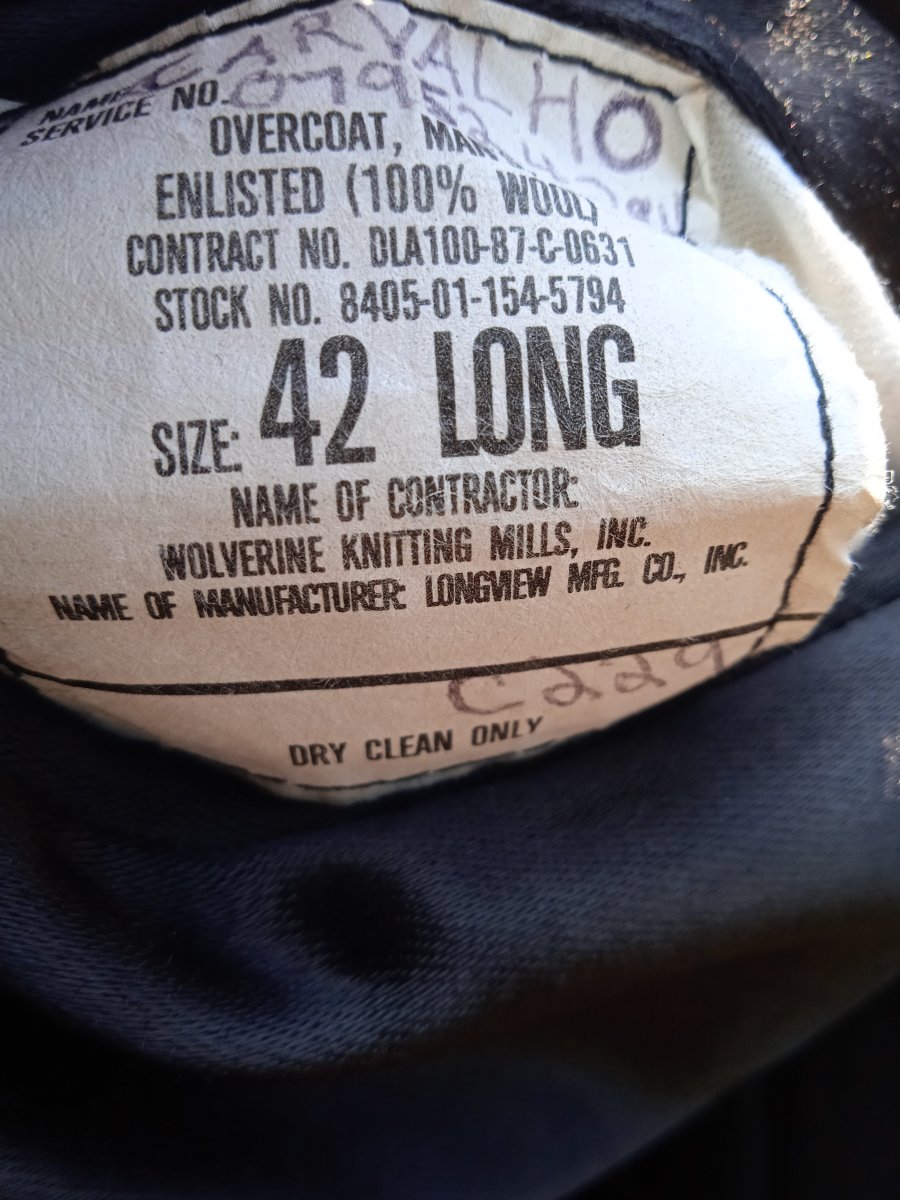 CARVALHO
NAME
SERVICE NO.
OVERCOAT, MAN'S
ENLISTED (100% WOOL)
CONTRACT NO. DLA100-87-C-0631
STOCK NO. 8405-01-154-5794
SIZE: 42 LONG
NAME OF CONTRACTOR:
WOLVERINE KNITTING MILLS, INC.
NAME OF MANUFACTURER: LONGVIEW MFG. CO., INC.
C229
DRY CLEAN ONLY